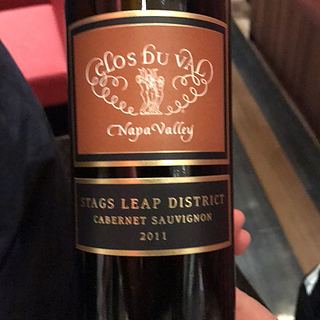 CLOS DU VAL
Napa Valley
STAGS LEAP DISTRICT
CABERNET SAUVIGNON
2011